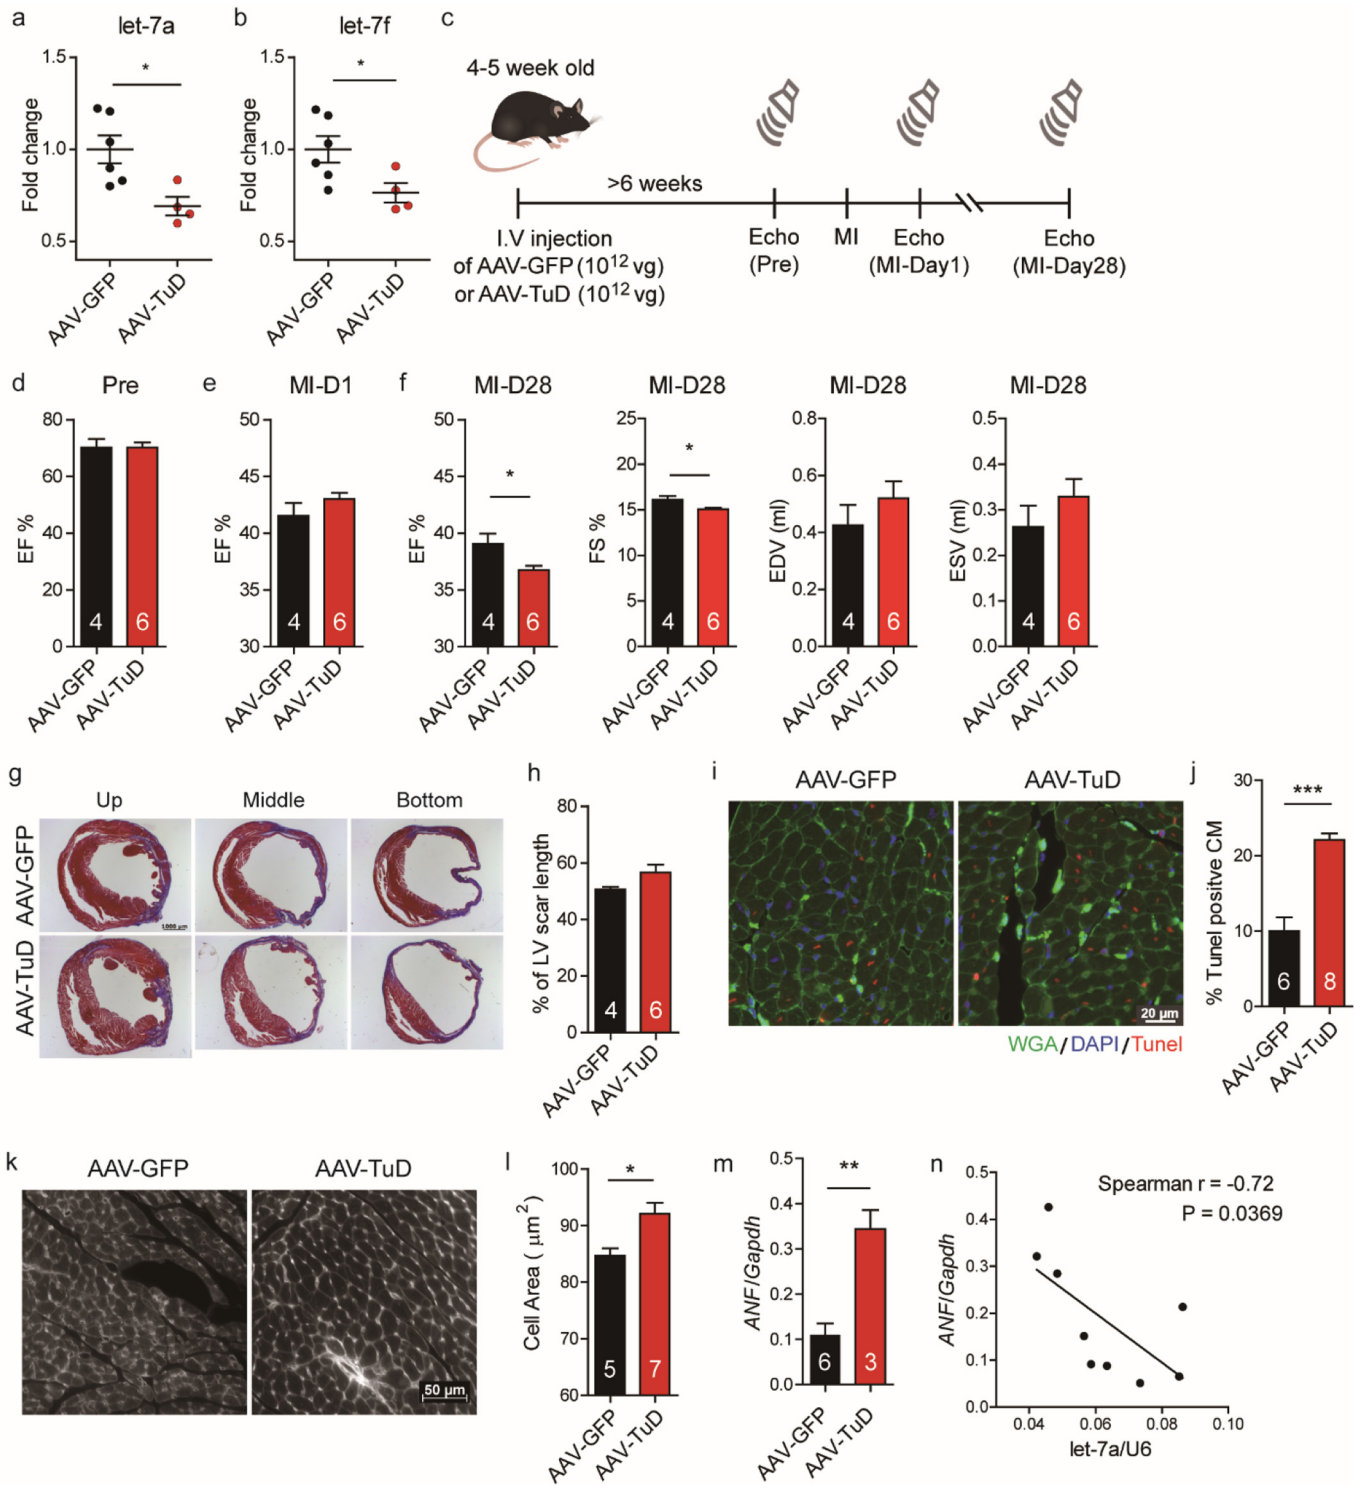 a
let-7a
Fold change
1.5
1.0
0.5
*
AAV-GFP
AAV-TuD
b
let-7f
Fold change
1.5
1.0
0.5
*
AAV-GFP
AAV-TuD
c
4-5 week old
>6 weeks
I.V injection
of AAV-GFP (10¹² vg)
or AAV-TuD (10¹² vg)
Echo
(Pre)
MI
Echo
(MI-Day1)
Echo
(MI-Day28)
d
Pre
EF %
80
60
40
20
0
4
6
AAV-GFP
AAV-TuD
e
MI-D1
EF %
50
45
40
35
30
4
6
AAV-GFP
AAV-TuD
f
MI-D28
EF %
50
45
40
35
30
*
4
6
AAV-GFP
AAV-TuD
MI-D28
FS %
25
20
15
10
5
0
*
4
6
AAV-GFP
AAV-TuD
MI-D28
EDV (ml)
0.8
0.6
0.4
0.2
0.0
4
6
AAV-GFP
AAV-TuD
MI-D28
ESV (ml)
0.5
0.4
0.3
0.2
0.1
0.0
4
6
AAV-GFP
AAV-TuD
g
Up
Middle
Bottom
AAV-GFP
AAV-TuD
1,000 µm
h
% of LV scar length
80
60
40
20
0
4
6
AAV-GFP
AAV-TuD
i
AAV-GFP
AAV-TuD
20 µm
WGA/DAPI/Tunel
j
% Tunel positive CM
30
20
10
0
***
6
8
AAV-GFP
AAV-TuD
k
AAV-GFP
AAV-TuD
50 µm
l
Cell Area ( µm²)
100
90
80
70
60
*
5
7
AAV-GFP
AAV-TuD
m
ANF/Gapdh
0.5
0.4
0.3
0.2
0.1
0.0
**
6
3
AAV-GFP
AAV-TuD
n
ANF/Gapdh
0.5
0.4
0.3
0.2
0.1
0.0
Spearman r = -0.72
P = 0.0369
0.04
0.06
0.08
0.10
let-7a/U6